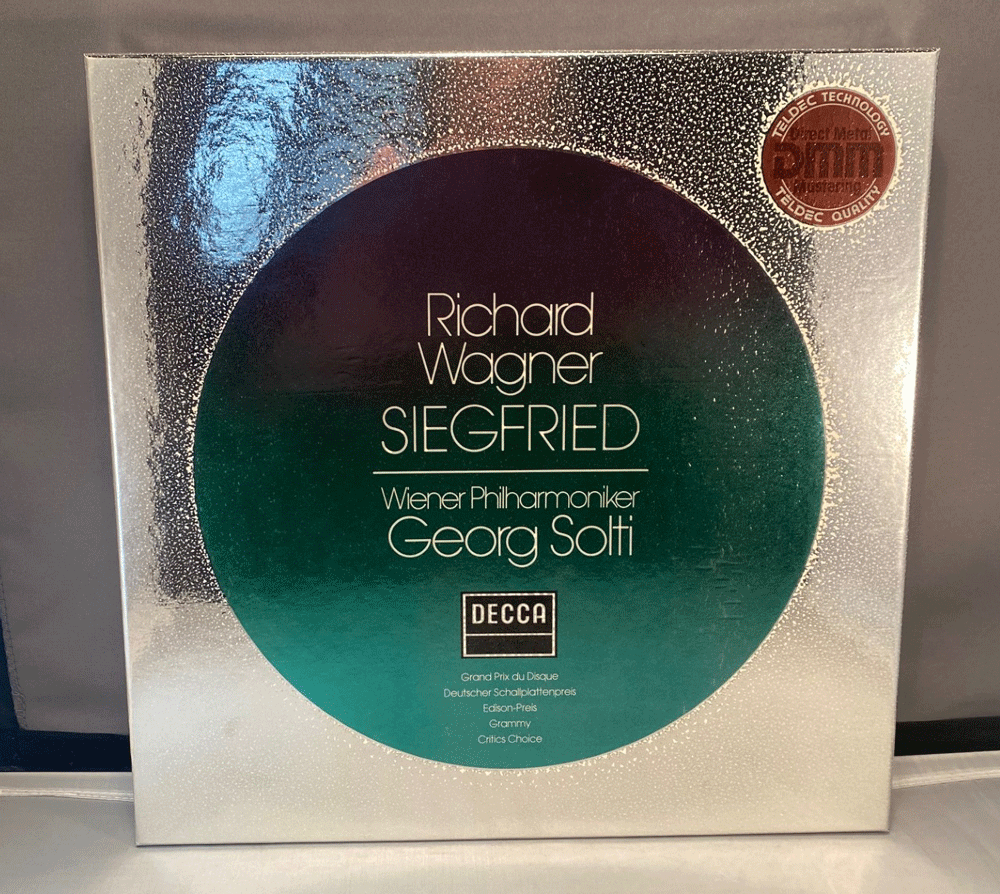 TELDEC TECHNOLOGY
Direct Metal
DMM
Mastering
TELDEC QUALITY
Richard
Wagner
SIEGFRIED
Wiener Philharmoniker
Georg Solti
DECCA
Grand Prix du Disque
Deutscher Schallplattenpreis
Edison-Preis
Grammy
Critics Choice